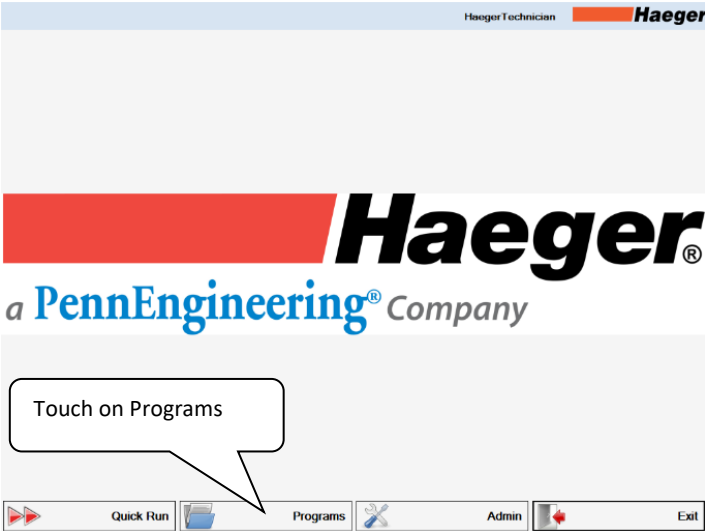 HaegerTechnician Haeger
Haeger®
a PennEngineering® Company
Touch on Programs
Quick Run Programs Admin Exit